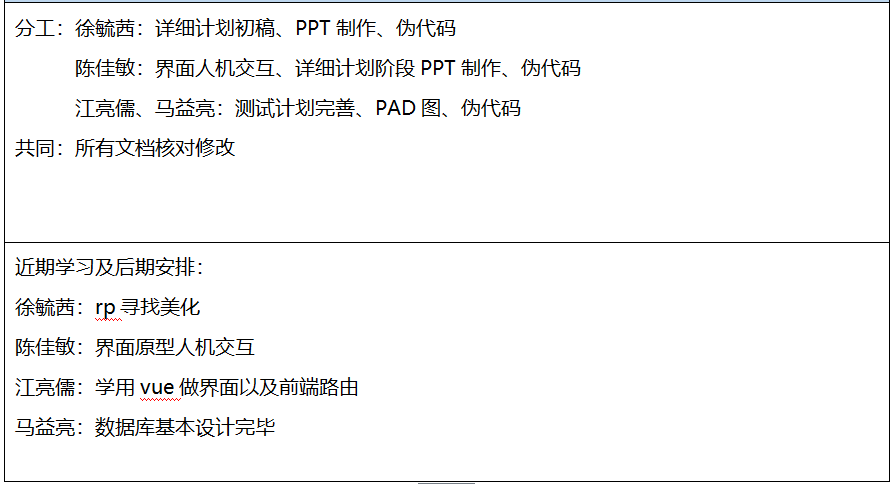 分工：徐毓茜：详细计划初稿、PPT 制作、伪代码
陈佳敏：界面人机交互、详细计划阶段 PPT 制作、伪代码
江亮儒、马益亮：测试计划完善、PAD 图、伪代码
共同：所有文档核对修改
近期学习及后期安排：
徐毓茜：rp 寻找美化
陈佳敏：界面原型人机交互
江亮儒：学用 vue 做界面以及前端路由
马益亮：数据库基本设计完毕